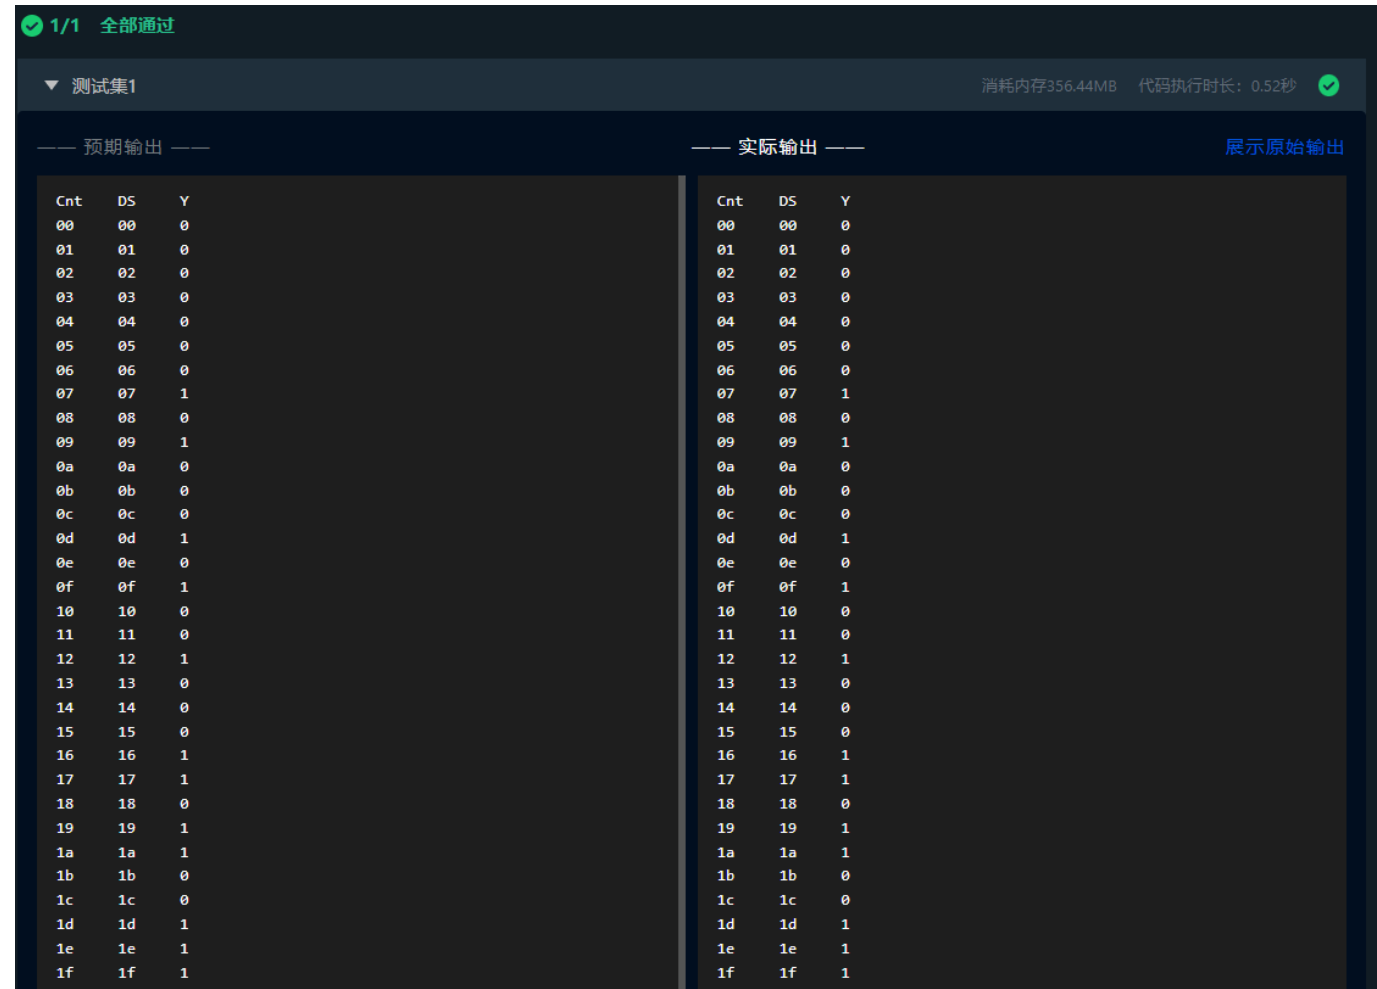 1/1 全部通过
测试集1 消耗内存356.44MB 代码执行时长：0.52秒
—— 预期输出 —— —— 实际输出 —— 展示原始输出
Cnt DS Y Cnt DS Y
00 00 0 00 00 0
01 01 0 01 01 0
02 02 0 02 02 0
03 03 0 03 03 0
04 04 0 04 04 0
05 05 0 05 05 0
06 06 0 06 06 0
07 07 1 07 07 1
08 08 0 08 08 0
09 09 1 09 09 1
0a 0a 0 0a 0a 0
0b 0b 0 0b 0b 0
0c 0c 0 0c 0c 0
0d 0d 1 0d 0d 1
0e 0e 0 0e 0e 0
0f 0f 1 0f 0f 1
10 10 0 10 10 0
11 11 0 11 11 0
12 12 1 12 12 1
13 13 0 13 13 0
14 14 0 14 14 0
15 15 0 15 15 0
16 16 1 16 16 1
17 17 1 17 17 1
18 18 0 18 18 0
19 19 1 19 19 1
1a 1a 1 1a 1a 1
1b 1b 0 1b 1b 0
1c 1c 0 1c 1c 0
1d 1d 1 1d 1d 1
1e 1e 1 1e 1e 1
1f 1f 1 1f 1f 1